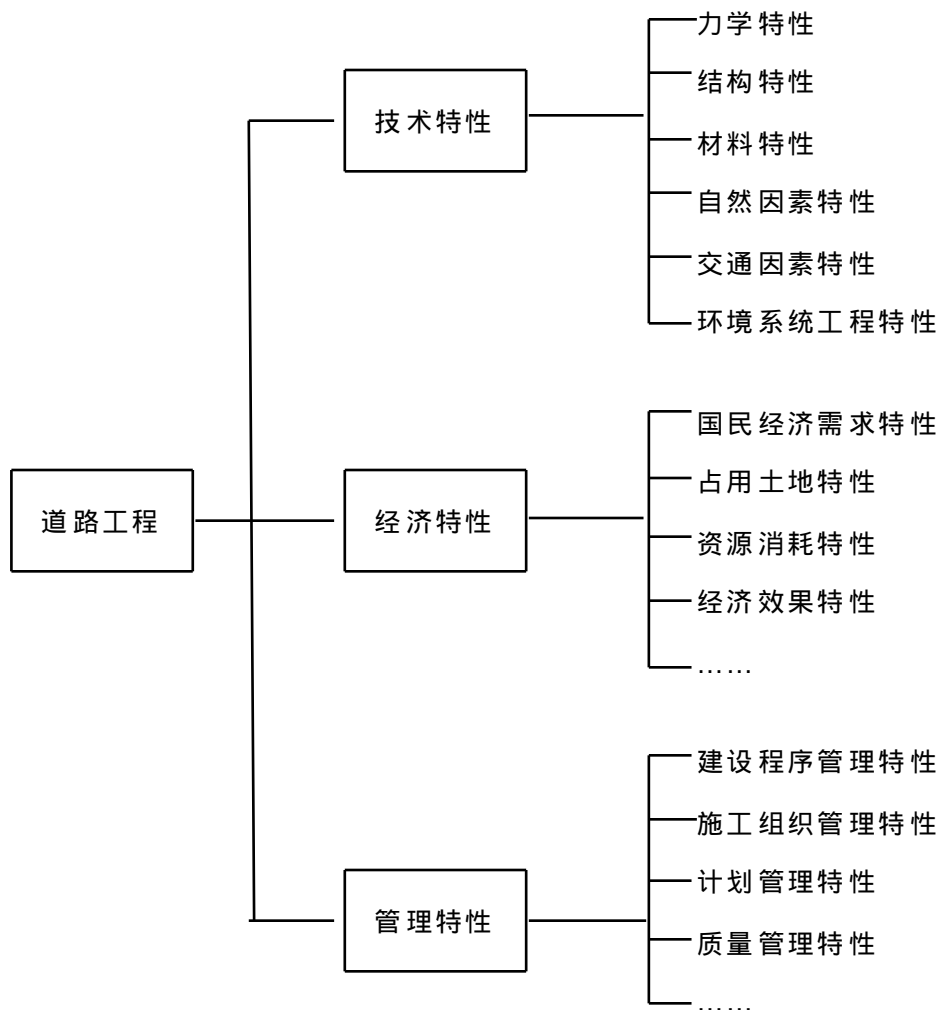 力学特性
结构特性
技术特性
材料特性
自然因素特性
交通因素特性
环境系统工程特性
国民经济需求特性
占用土地特性
道路工程
经济特性
资源消耗特性
经济效果特性
……
建设程序管理特性
施工组织管理特性
计划管理特性
管理特性
质量管理特性
……